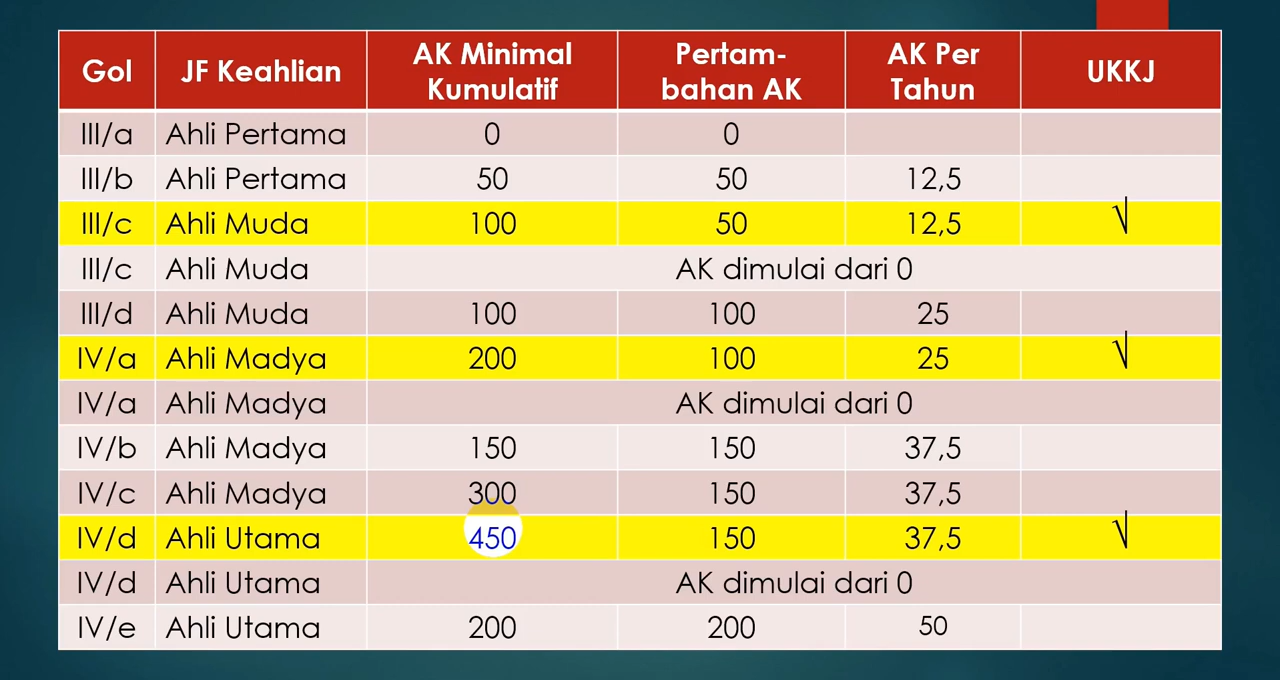 Gol JF Keahlian AK Minimal Kumulatif Pertam-bahan AK AK Per Tahun UKKJ
III/a Ahli Pertama 0 0
III/b Ahli Pertama 50 50 12,5
III/c Ahli Muda 100 50 12,5 √
III/c Ahli Muda AK dimulai dari 0
III/d Ahli Muda 100 100 25
IV/a Ahli Madya 200 100 25 √
IV/a Ahli Madya AK dimulai dari 0
IV/b Ahli Madya 150 150 37,5
IV/c Ahli Madya 300 150 37,5
IV/d Ahli Utama 450 150 37,5 √
IV/d Ahli Utama AK dimulai dari 0
IV/e Ahli Utama 200 200 50